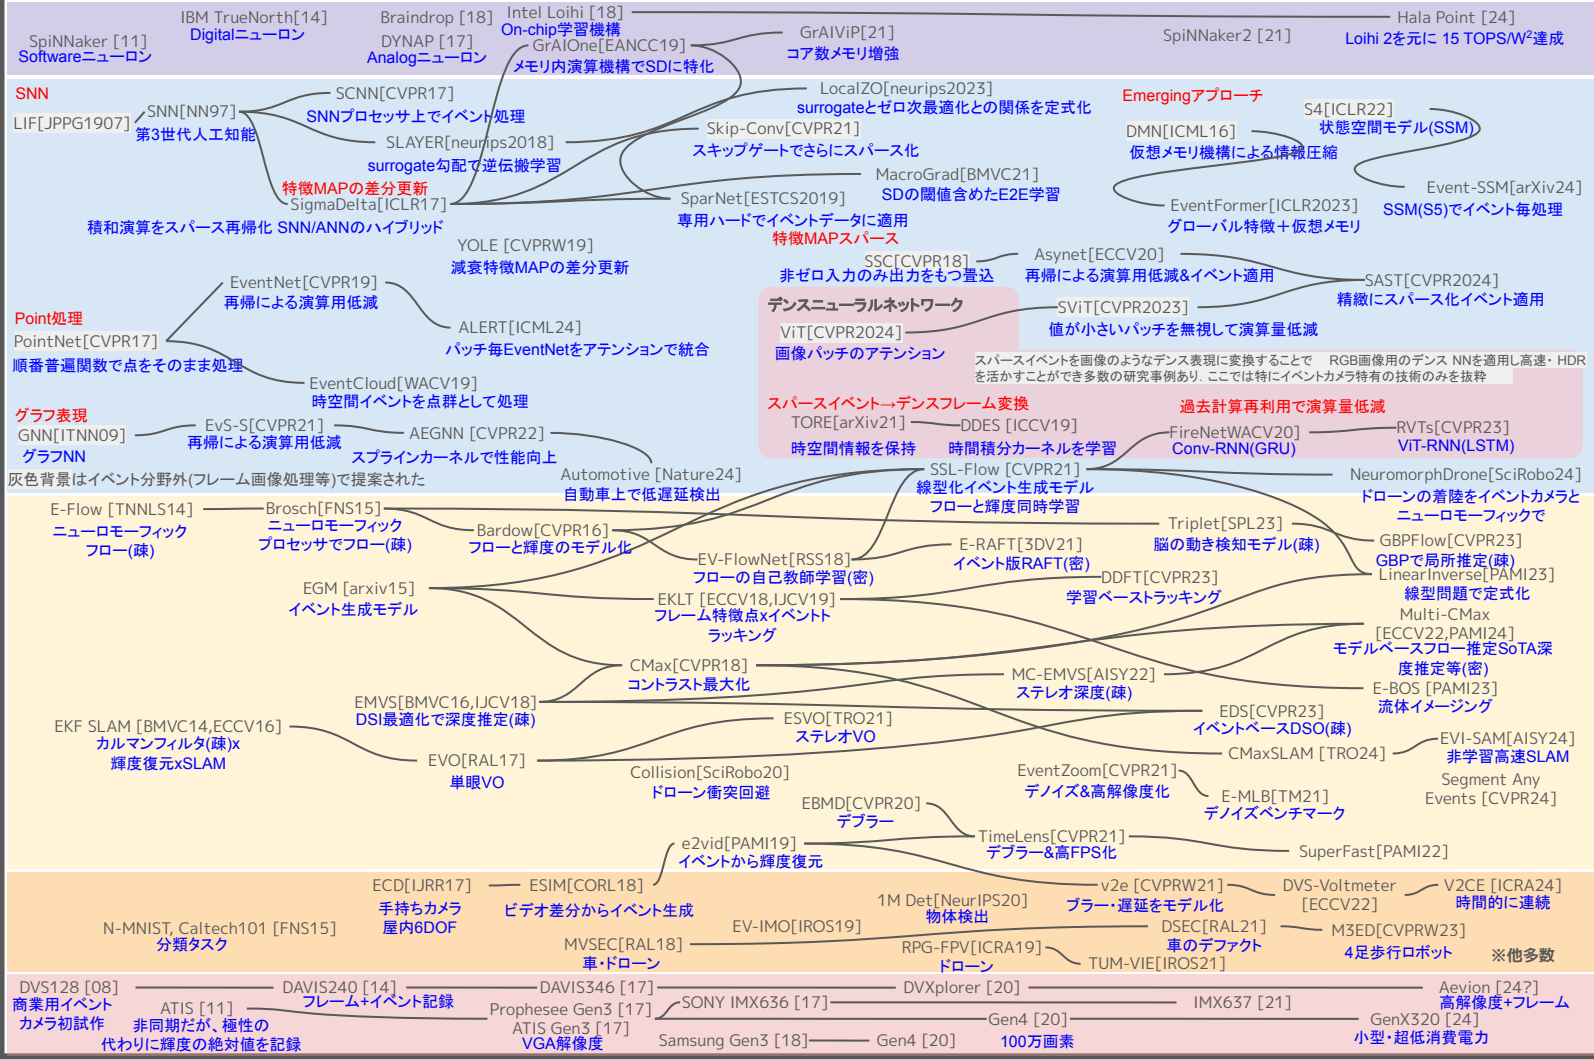 IBM TrueNorth[14]
Digitalニューロン
Braindrop [18]
Intel Loihi [18]
On-chip学習機構
Hala Point [24]
Loihi 2を元に 15 TOPS/W²達成
SpiNNaker [11]
Softwareニューロン
DYNAP [17]
Analogニューロン
GrAIOne[EANCC19]
メモリ内演算機構でSDに特化
GrAIViP[21]
コア数メモリ増強
SpiNNaker2 [21]
SNN
LIF[JPPG1907]
SNN[NN97]
第3世代人工知能
SCNN[CVPR17]
SNNプロセッサ上でイベント処理
SLAYER[neurips2018]
surrogate勾配で逆伝搬学習
特徴MAPの差分更新
SigmaDelta[ICLR17]
積和演算をスパース再帰化 SNN/ANNのハイブリッド
LocalZO[neurips2023]
surrogateとゼロ次最適化との関係を定式化
Skip-Conv[CVPR21]
スキップゲートでさらにスパース化
MacroGrad[BMVC21]
SDの閾値含めたE2E学習
SparNet[ESTCS2019]
専用ハードでイベントデータに適用
Emergingアプローチ
DMN[ICML16]
仮想メモリ機構による情報圧縮
S4[ICLR22]
状態空間モデル(SSM)
Event-SSM[arXiv24]
SSM(S5)でイベント毎処理
EventFormer[ICLR2023]
グローバル特徴＋仮想メモリ
YOLE [CVPRW19]
減衰特徴MAPの差分更新
特徴MAPスパース
SSC[CVPR18]
非ゼロ入力のみ出力をもつ畳込
Asynet[ECCV20]
再帰による演算用低減&イベント適用
SAST[CVPR2024]
精緻にスパース化イベント適用
EventNet[CVPR19]
再帰による演算用低減
Point処理
PointNet[CVPR17]
順番普遍関数で点をそのまま処理
ALERT[ICML24]
パッチ毎EventNetをアテンションで統合
EventCloud[WACV19]
時空間イベントを点群として処理
デンスニューラルネットワーク
ViT[CVPR2024]
画像パッチのアテンション
SViT[CVPR2023]
値が小さいパッチを無視して演算量低減
スパースイベントを画像のようなデンス表現に変換することで RGB画像用のデンス NNを適用し高速・ HDR
を活かすことができ多数の研究事例あり. ここでは特にイベントカメラ特有の技術のみを抜粋
グラフ表現
GNN[ITNN09]
グラフNN
EvS-S[CVPR21]
再帰による演算用低減
AEGNN [CVPR22]
スプラインカーネルで性能向上
Automotive [Nature24]
自動車上で低遅延検出
灰色背景はイベント分野外(フレーム画像処理等)で提案された
スパースイベント→デンスフレーム変換
TORE[arXiv21]
時空間情報を保持
DDES [ICCV19]
時間積分カーネルを学習
過去計算再利用で演算量低減
FireNetWACV20]
Conv-RNN(GRU)
RVTs[CVPR23]
ViT-RNN(LSTM)
SSL-Flow [CVPR21]
線型化イベント生成モデル
フローと輝度同時学習
NeuromorphDrone[SciRobo24]
ドローンの着陸をイベントカメラと
ニューロモーフィックで
E-Flow [TNNLS14]
ニューロモーフィック
フロー(疎)
Brosch[FNS15]
ニューロモーフィック
プロセッサでフロー(疎)
Bardow[CVPR16]
フローと輝度のモデル化
EV-FlowNet[RSS18]
フローの自己教師学習(密)
E-RAFT[3DV21]
イベント版RAFT(密)
Triplet[SPL23]
脳の動き検知モデル(疎)
GBPFlow[CVPR23]
GBPで局所推定(疎)
EGM [arxiv15]
イベント生成モデル
EKLT [ECCV18,IJCV19]
フレーム特徴点xイベントト
ラッキング
DDFT[CVPR23]
学習ベーストラッキング
LinearInverse[PAMI23]
線型問題で定式化
Multi-CMax
[ECCV22,PAMI24]
モデルベースフロー推定SoTA深
度推定等(密)
CMax[CVPR18]
コントラスト最大化
MC-EMVS[AISY22]
ステレオ深度(疎)
E-BOS [PAMI23]
流体イメージング
EMVS[BMVC16,IJCV18]
DSI最適化で深度推定(疎)
EKF SLAM [BMVC14,ECCV16]
カルマンフィルタ(疎)x
輝度復元xSLAM
ESVO[TRO21]
ステレオVO
EDS[CVPR23]
イベントベースDSO(疎)
EVO[RAL17]
単眼VO
CMaxSLAM [TRO24]
EVI-SAM[AISY24]
非学習高速SLAM
Collision[SciRobo20]
ドローン衝突回避
EventZoom[CVPR21]
デノイズ&高解像度化
E-MLB[TM21]
デノイズベンチマーク
Segment Any
Events [CVPR24]
EBMD[CVPR20]
デブラー
e2vid[PAMI19]
イベントから輝度復元
TimeLens[CVPR21]
デブラー&高FPS化
SuperFast[PAMI22]
ECD[IJRR17]
手持ちカメラ
屋内6DOF
ESIM[CORL18]
ビデオ差分からイベント生成
v2e [CVPRW21]
ブラー・遅延をモデル化
DVS-Voltmeter
[ECCV22]
V2CE [ICRA24]
時間的に連続
1M Det[NeurIPS20]
物体検出
N-MNIST, Caltech101 [FNS15]
分類タスク
EV-IMO[IROS19]
MVSEC[RAL18]
車・ドローン
RPG-FPV[ICRA19]
ドローン
DSEC[RAL21]
車のデファクト
TUM-VIE[IROS21]
M3ED[CVPRW23]
4足歩行ロボット
※他多数
DVS128 [08]
商業用イベント
カメラ初試作
DAVIS240 [14]
フレーム+イベント記録
DAVIS346 [17]
DVXplorer [20]
Aevion [24?]
高解像度+フレーム
ATIS [11]
非同期だが、極性の
代わりに輝度の絶対値を記録
Prophesee Gen3 [17]
ATIS Gen3 [17]
VGA解像度
SONY IMX636 [17]
IMX637 [21]
Gen4 [20]
100万画素
GenX320 [24]
小型・超低消費電力
Samsung Gen3 [18]
Gen4 [20]